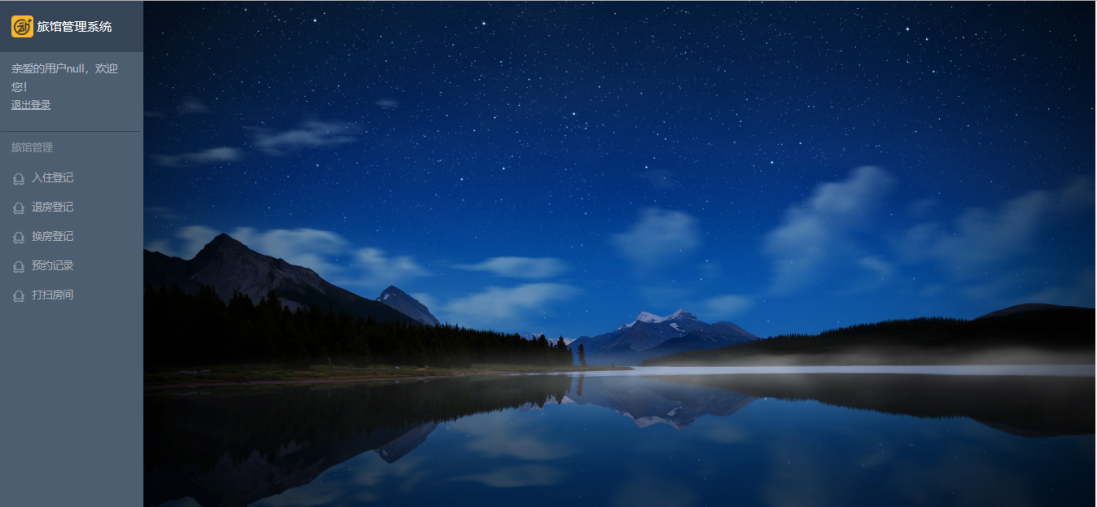 旅馆管理系统
亲爱的用户null，欢迎
您！
退出登录
旅馆管理
入住登记
退房登记
换房登记
预约记录
打扫房间